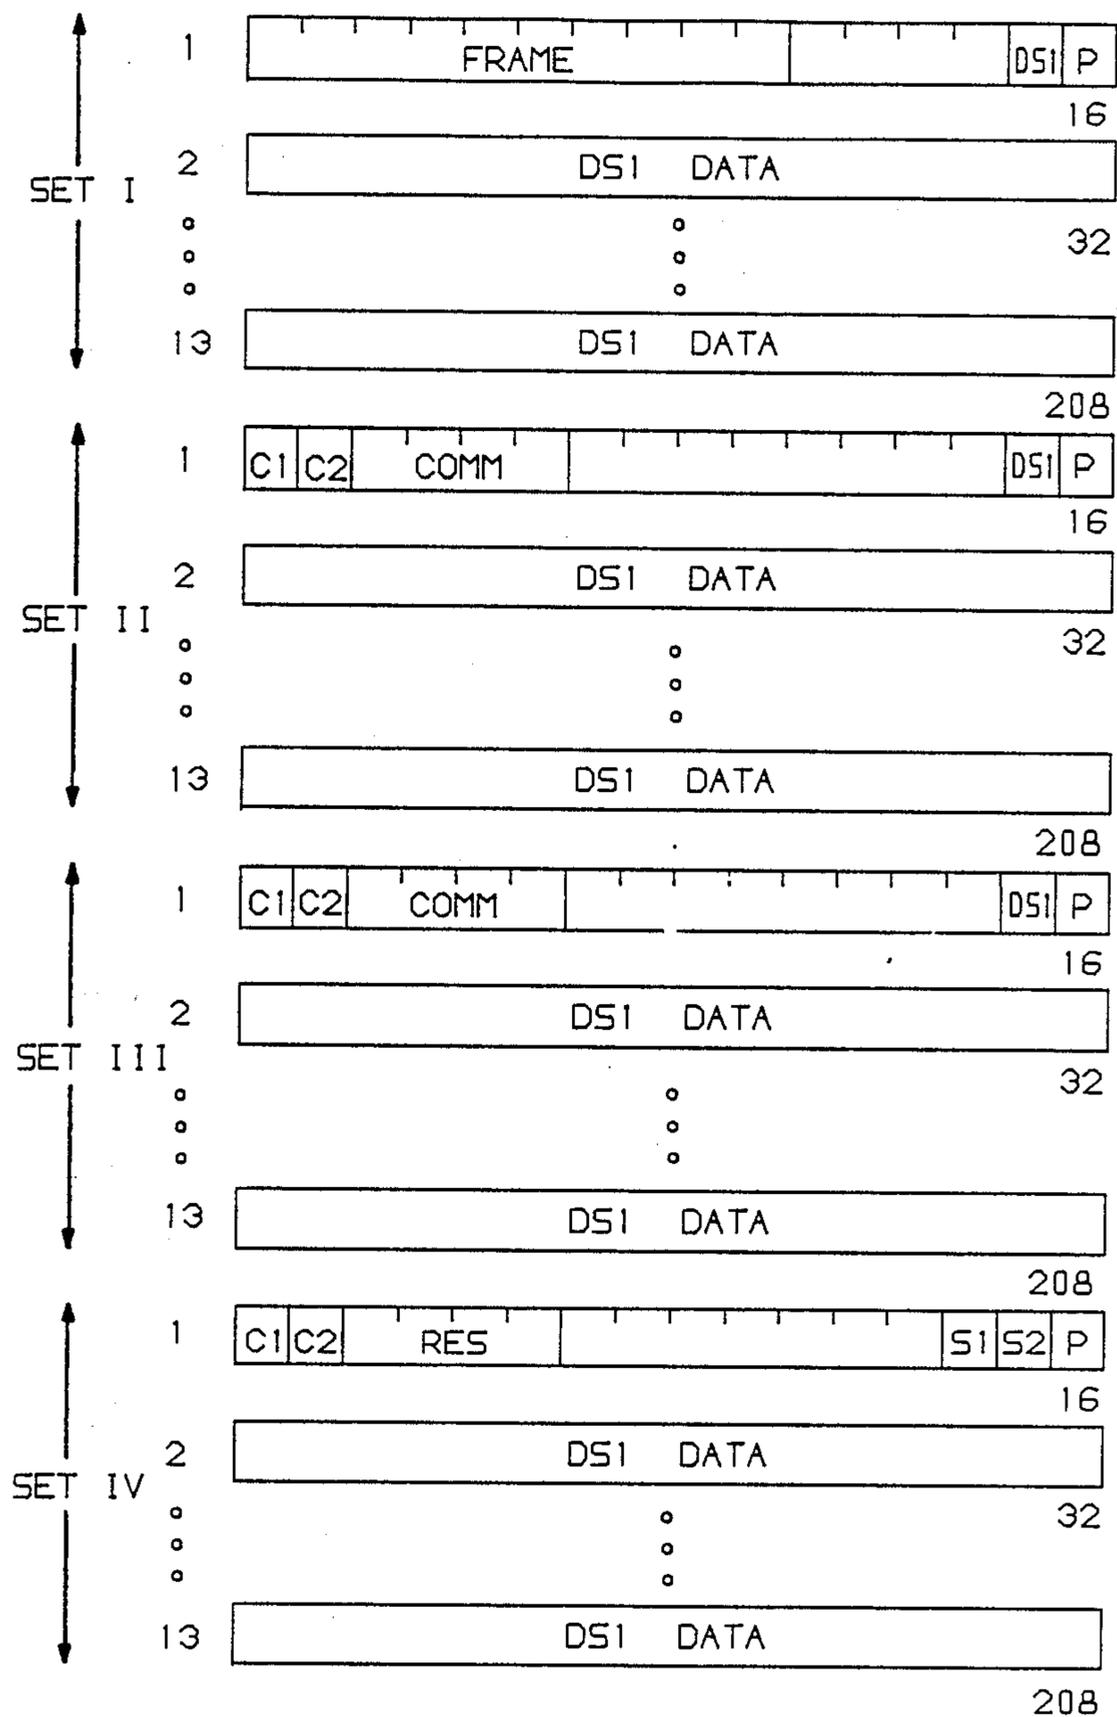 1 FRAME DS1 P
16
2 DS1 DATA
SET I
32
13 DS1 DATA
208
1 C1 C2 COMM DS1 P
16
2 DS1 DATA
SET II
32
13 DS1 DATA
208
1 C1 C2 COMM DS1 P
16
2 DS1 DATA
SET III
32
13 DS1 DATA
208
1 C1 C2 RES S1 S2 P
16
2 DS1 DATA
SET IV
32
13 DS1 DATA
208